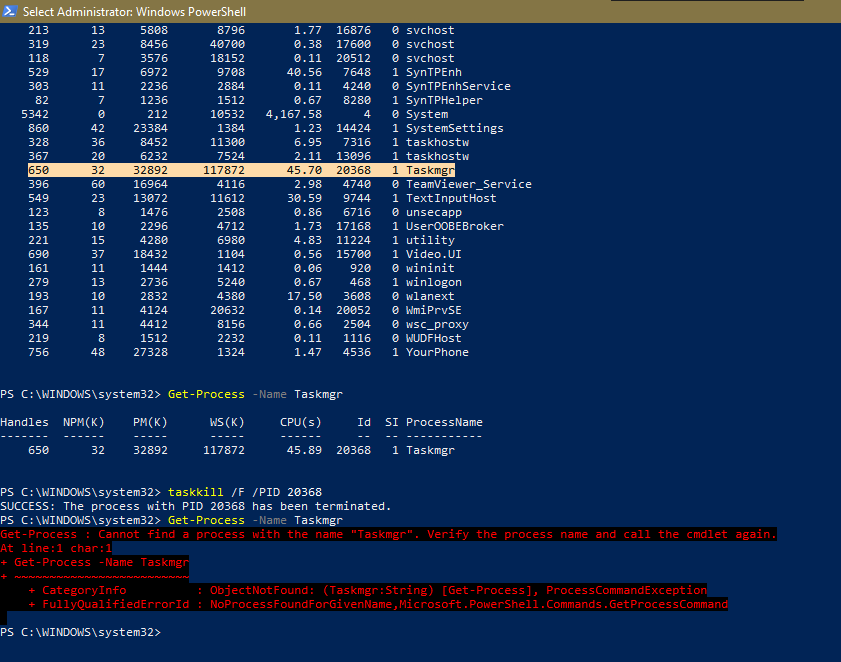 Select Administrator: Windows PowerShell
213 13 5808 8796 1.77 16876 0 svchost
319 23 8456 40700 0.38 17600 0 svchost
118 7 3576 18152 0.11 20512 0 svchost
529 17 6972 9708 40.56 7648 1 SynTPEnh
303 11 2236 2884 0.11 4240 0 SynTPEnhService
82 7 1236 1512 0.67 8280 1 SynTPHelper
5342 0 212 10532 4,167.58 4 0 System
860 42 23384 1384 1.23 14424 1 SystemSettings
328 36 8452 11300 6.95 7316 1 taskhostw
367 20 6232 7524 2.11 13096 1 taskhostw
650 32 32892 117872 45.70 20368 1 Taskmgr
396 60 16964 4116 2.98 4740 0 TeamViewer_Service
549 23 13072 11612 30.59 9744 1 TextInputHost
123 8 1476 2508 0.86 6716 0 unsecapp
135 10 2296 4712 1.73 17168 1 UserOOBEBroker
221 15 4280 6980 4.83 11224 1 utility
690 37 18432 1104 0.56 15700 1 Video.UI
161 11 1444 1412 0.06 920 0 wininit
279 13 2736 5240 0.67 468 1 winlogon
193 10 2832 4380 17.50 3608 0 wlanext
167 11 4124 20632 0.14 20052 0 WmiPrvSE
344 11 4412 8156 0.66 2504 0 wsc_proxy
219 8 1512 2232 0.11 1116 0 WUDFHost
756 48 27328 1324 1.47 4536 1 YourPhone
PS C:\WINDOWS\system32> Get-Process -Name Taskmgr
Handles NPM(K) PM(K) WS(K) CPU(s) Id SI ProcessName
------- ------ ----- ----- ------ -- -- -----------
650 32 32892 117872 45.89 20368 1 Taskmgr
PS C:\WINDOWS\system32> taskkill /F /PID 20368
SUCCESS: The process with PID 20368 has been terminated.
PS C:\WINDOWS\system32> Get-Process -Name Taskmgr
Get-Process : Cannot find a process with the name "Taskmgr". Verify the process name and call the cmdlet again.
At line:1 char:1
+ Get-Process -Name Taskmgr
+ ~~~~~~~~~~~~~~~~~~~~~~~~~
+ CategoryInfo : ObjectNotFound: (Taskmgr:String) [Get-Process], ProcessCommandException
+ FullyQualifiedErrorId : NoProcessFoundForGivenName,Microsoft.PowerShell.Commands.GetProcessCommand
PS C:\WINDOWS\system32>